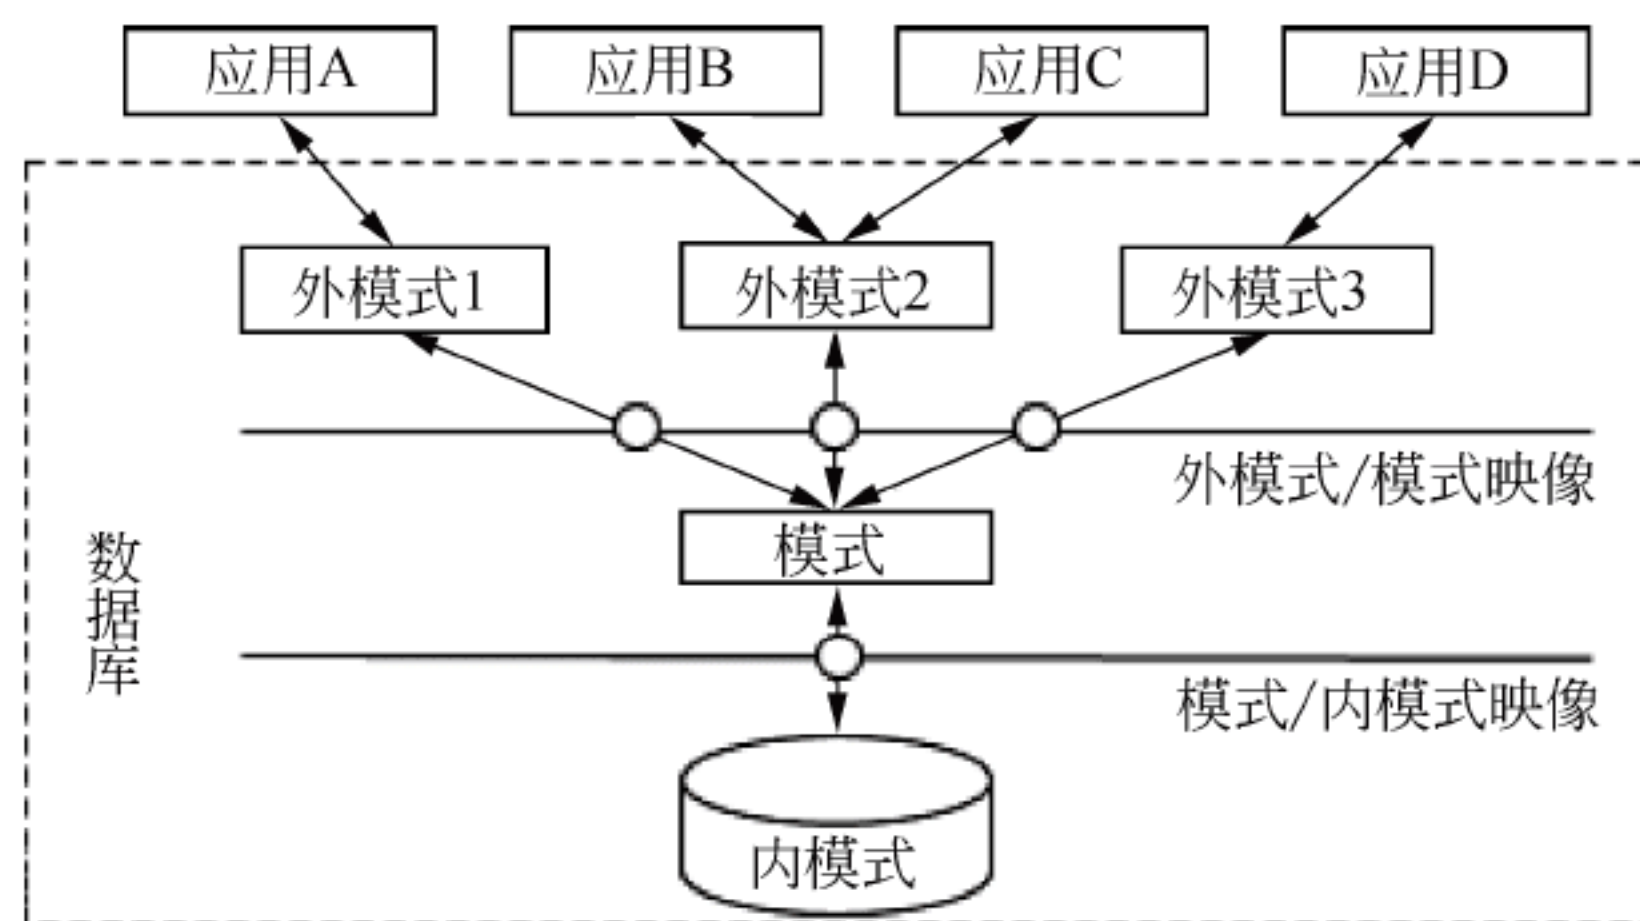 应用A
应用B
应用C
应用D
外模式1
外模式2
外模式3
外模式/模式映像
模式
数据库
模式/内模式映像
内模式